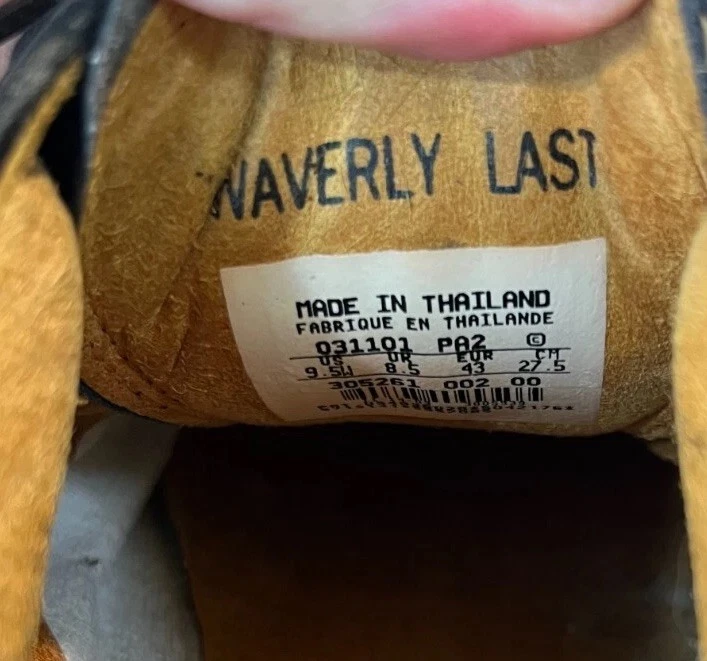 WAVERLY LAST
MADE IN THAILAND
FABRIQUE EN THAILANDE
031101 PA2 ©
US UK EUR CM
9.5W 8.5 43 27.5
305261 002 00